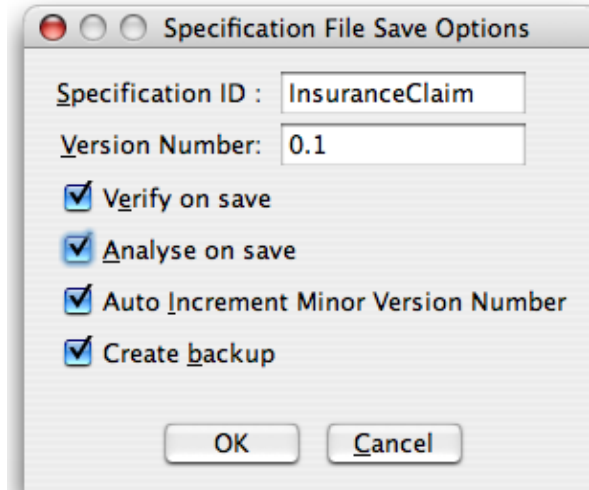 Specification File Save Options
Specification ID : InsuranceClaim
Version Number: 0.1
Verify on save
Analyse on save
Auto Increment Minor Version Number
Create backup
OK Cancel